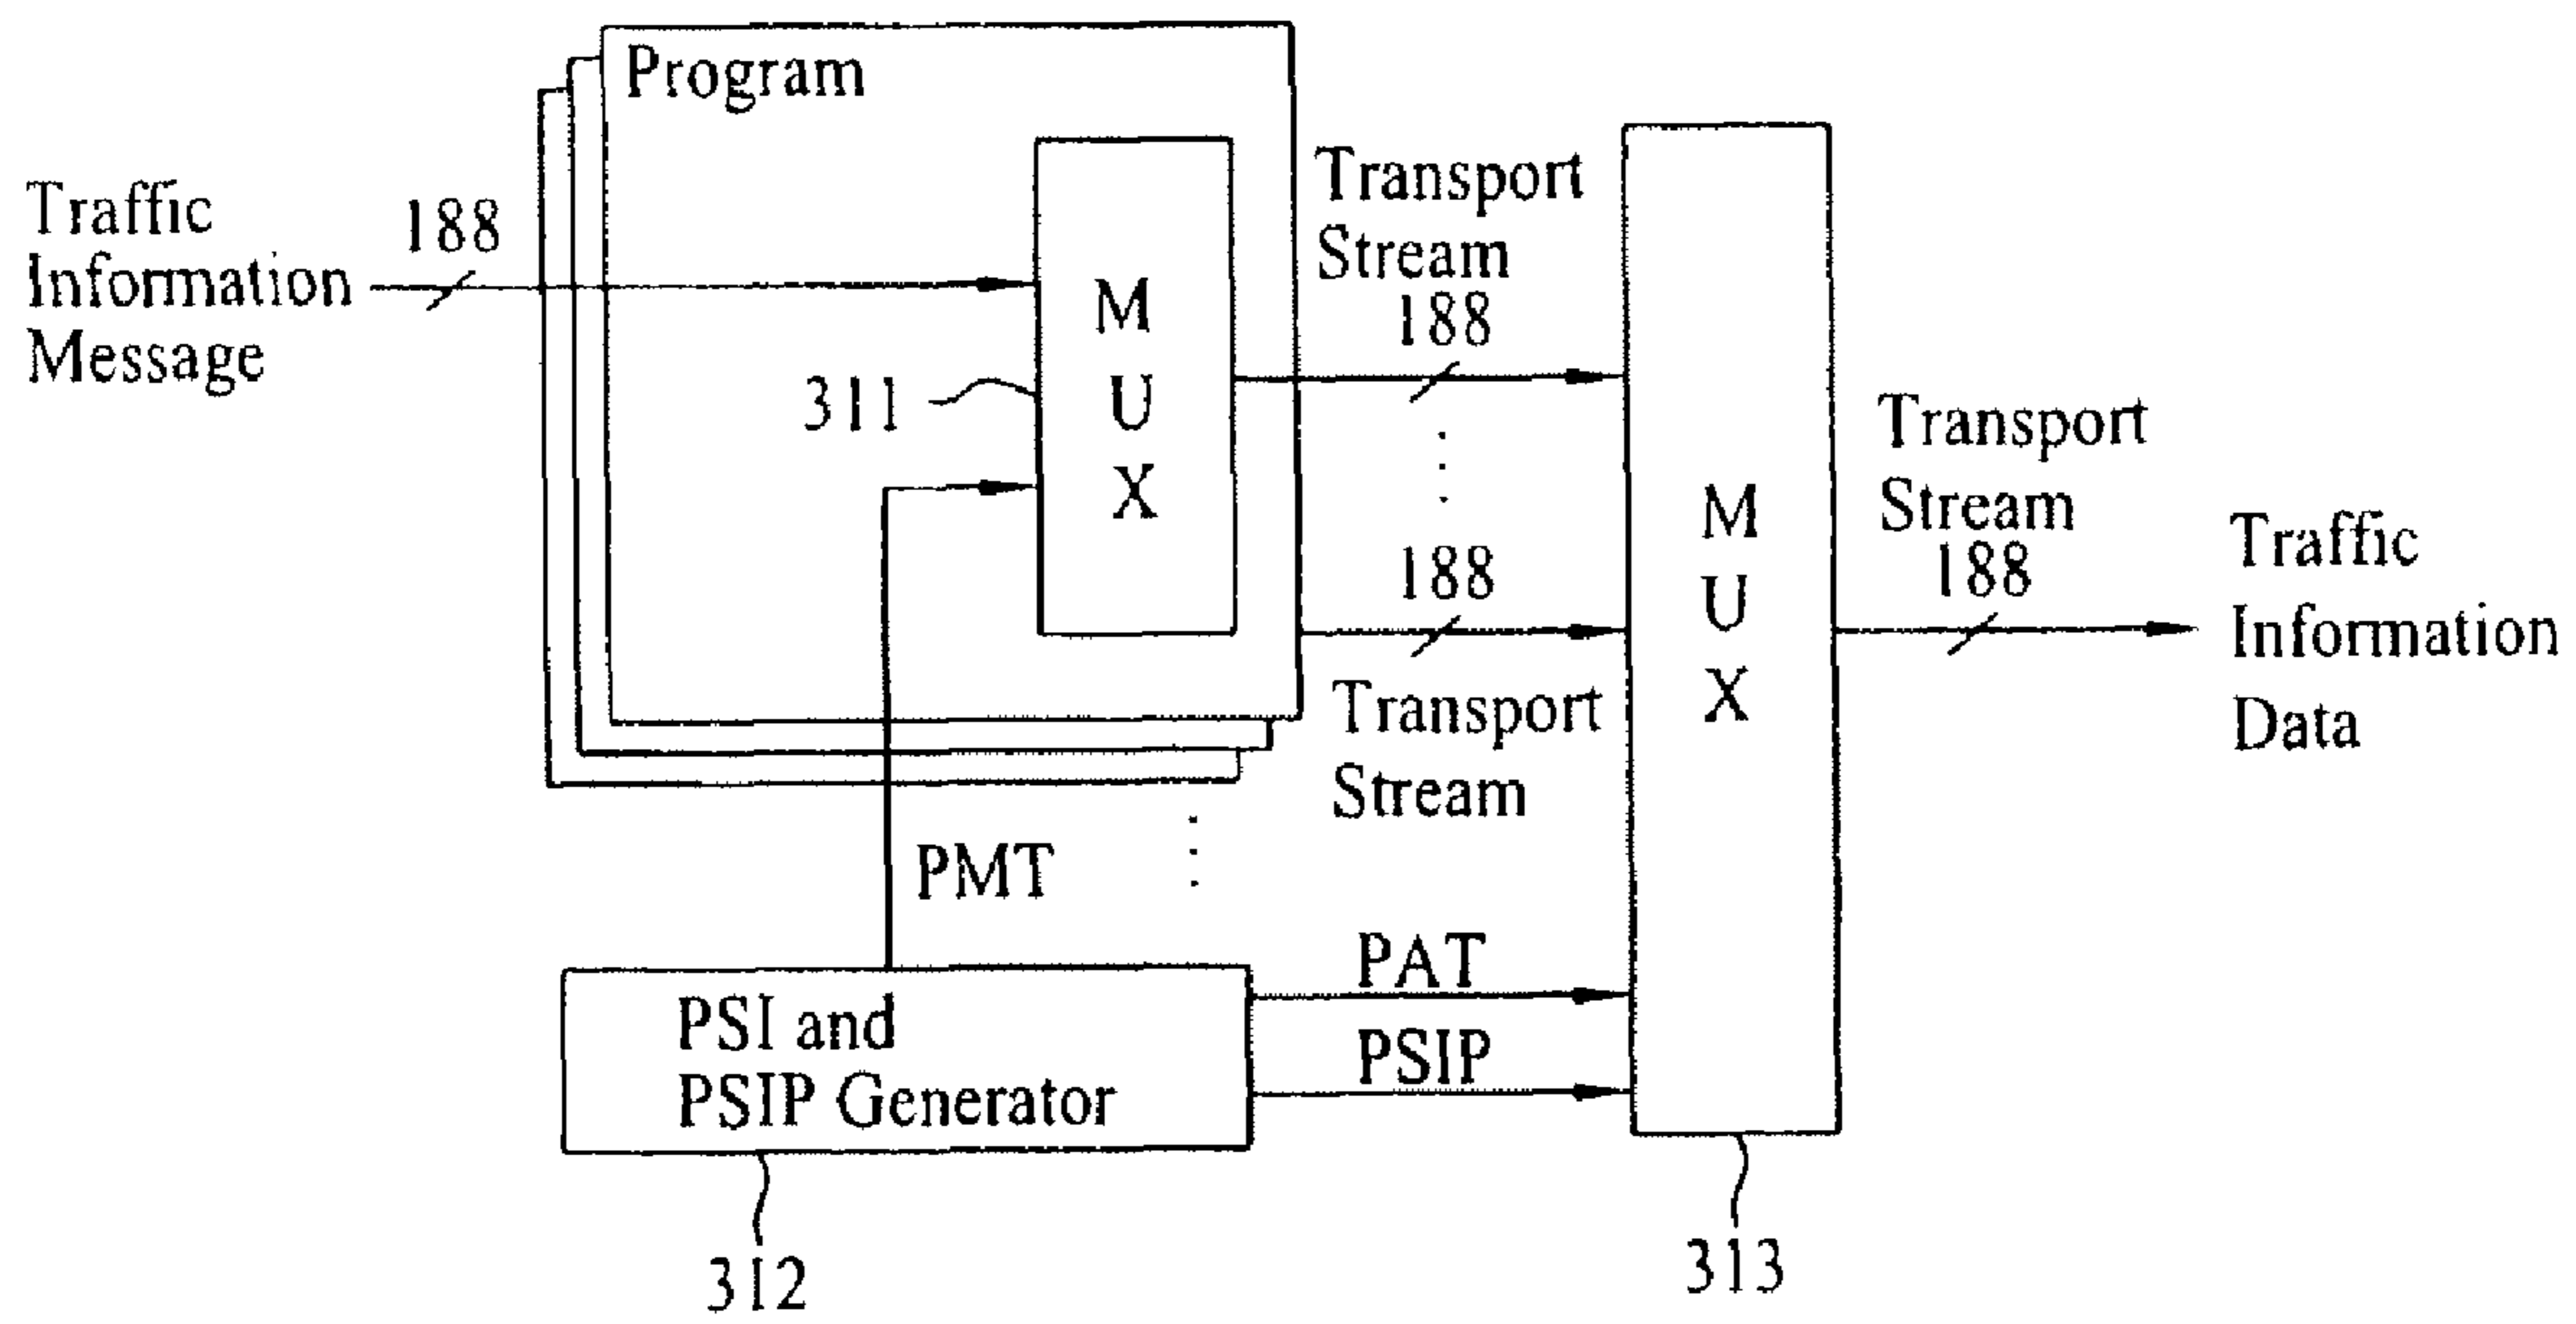 Program
Traffic
Information
Message
188
M
U
X
311
Transport
Stream
188
188
Transport
Stream
M
U
X
Transport
Stream
188
Traffic
Information
Data
PMT
PSI and
PSIP Generator
PAT
PSIP
312
313